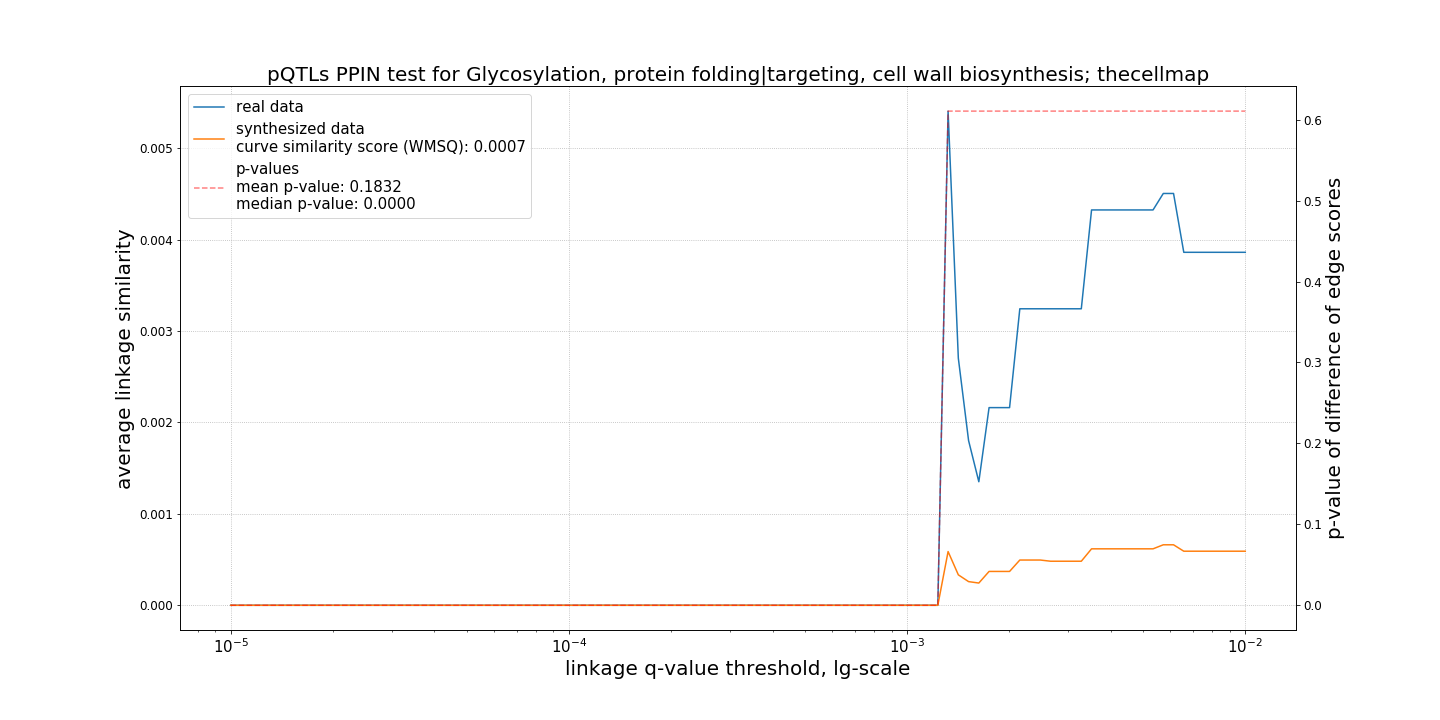 pQTLs PPIN test for Glycosylation, protein folding|targeting, cell wall biosynthesis; thecellmap
real data
synthesized data
curve similarity score (WMSQ): 0.0007
p-values
mean p-value: 0.1832
median p-value: 0.0000
average linkage similarity
0.005
0.004
0.003
0.002
0.001
0.000
0.6
0.5
0.4
0.3
0.2
0.1
0.0
p-value of difference of edge scores
10⁻⁵ 10⁻⁴ 10⁻³ 10⁻²
linkage q-value threshold, lg-scale